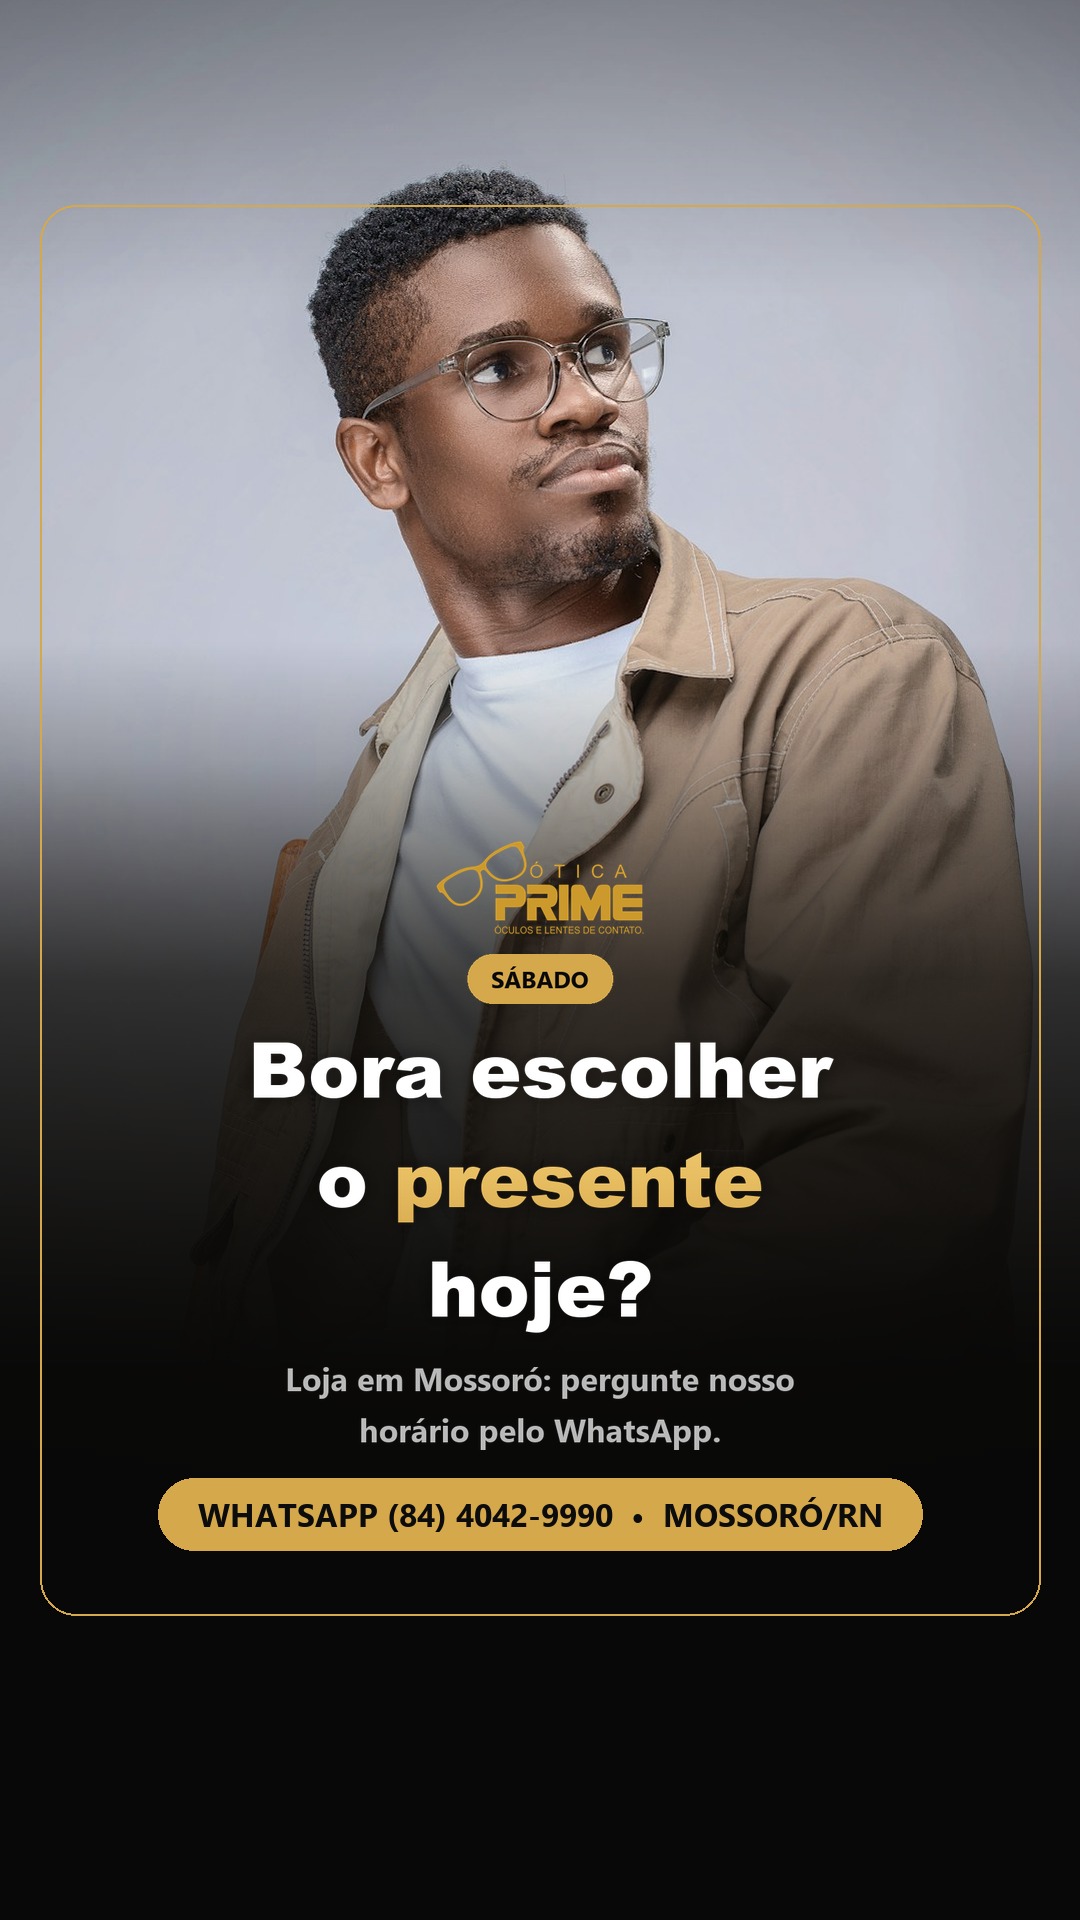 ÓTICA
PRIME
ÓCULOS E LENTES DE CONTATO.
SÁBADO
Bora escolher
o presente
hoje?
Loja em Mossoró: pergunte nosso
horário pelo WhatsApp.
WHATSAPP (84) 4042-9990 • MOSSORÓ/RN